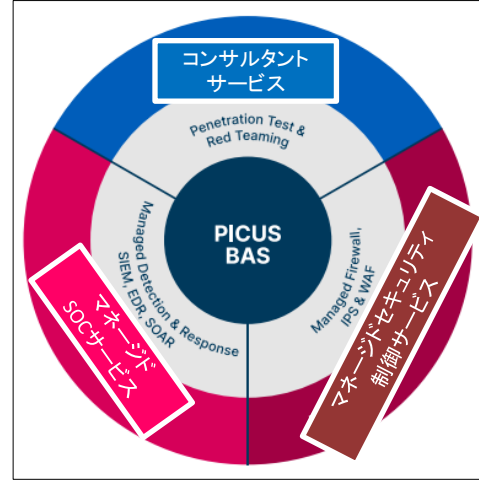 コンサルタント
サービス
Penetration Test &
Red Teaming
PICUS
BAS
Managed Detection & Response
SIEM, EDR, SOAR
Managed Firewall,
IPS & WAF
マネージド
SOCサービス
マネージドセキュリティ
制御サービス